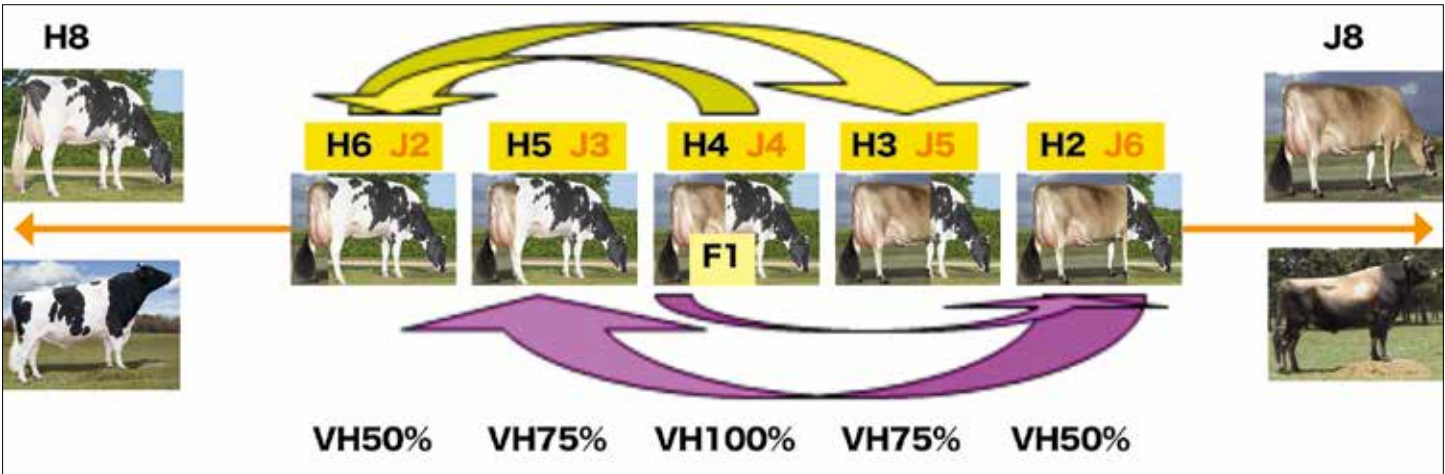 H8
J8
H6 J2
H5 J3
H4 J4
H3 J5
H2 J6
F1
VH50%
VH75%
VH100%
VH75%
VH50%